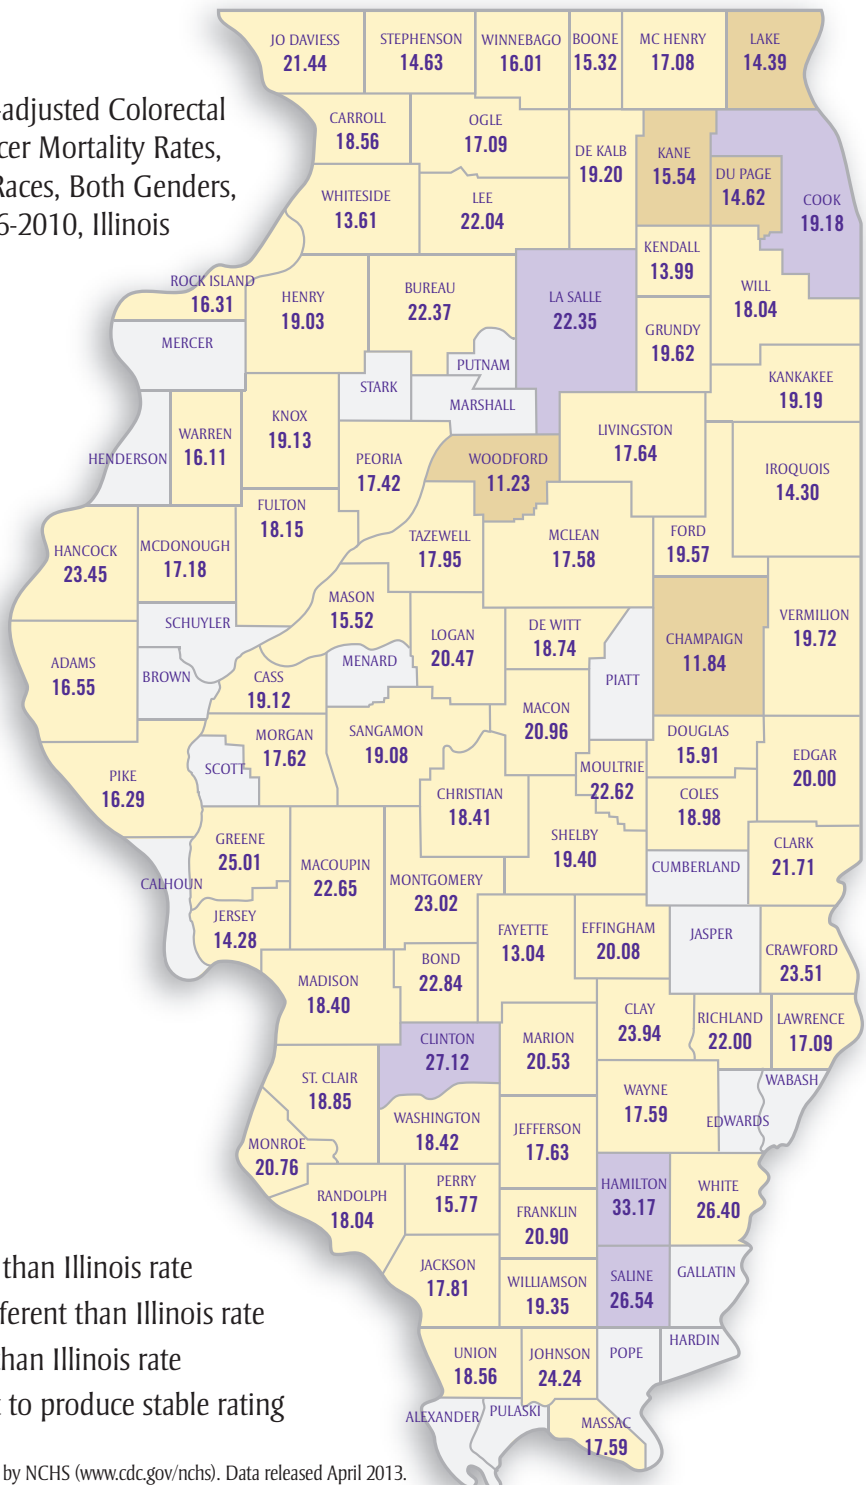 JO DAVIESS
21.44
STEPHENSON
14.63
WINNEBAGO
16.01
BOONE
15.32
MC HENRY
17.08
LAKE
14.39
-adjusted Colorectal
cer Mortality Rates,
Races, Both Genders,
6-2010, Illinois
CARROLL
18.56
OGLE
17.09
DE KALB
19.20
KANE
15.54
DU PAGE
14.62
COOK
19.18
WHITESIDE
13.61
LEE
22.04
KENDALL
13.99
ROCK ISLAND
16.31
HENRY
19.03
BUREAU
22.37
LA SALLE
22.35
WILL
18.04
GRUNDY
19.62
MERCER
PUTNAM
STARK
MARSHALL
KANKAKEE
19.19
HENDERSON
WARREN
16.11
KNOX
19.13
PEORIA
17.42
WOODFORD
11.23
LIVINGSTON
17.64
IROQUOIS
14.30
FULTON
18.15
HANCOCK
23.45
MCDONOUGH
17.18
TAZEWELL
17.95
MCLEAN
17.58
FORD
19.57
MASON
15.52
SCHUYLER
LOGAN
20.47
DE WITT
18.74
CHAMPAIGN
11.84
VERMILION
19.72
ADAMS
16.55
BROWN
CASS
19.12
MENARD
PIATT
MACON
20.96
PIKE
16.29
SCOTT
MORGAN
17.62
SANGAMON
19.08
DOUGLAS
15.91
EDGAR
20.00
MOULTRIE
22.62
CHRISTIAN
18.41
COLES
18.98
SHELBY
19.40
GREENE
25.01
MACOUPIN
22.65
CLARK
21.71
CUMBERLAND
CALHOUN
MONTGOMERY
23.02
JERSEY
14.28
FAYETTE
13.04
EFFINGHAM
20.08
JASPER
CRAWFORD
23.51
BOND
22.84
MADISON
18.40
CLAY
23.94
RICHLAND
22.00
LAWRENCE
17.09
CLINTON
27.12
MARION
20.53
ST. CLAIR
18.85
WAYNE
17.59
WABASH
EDWARDS
WASHINGTON
18.42
JEFFERSON
17.63
MONROE
20.76
PERRY
15.77
HAMILTON
33.17
WHITE
26.40
RANDOLPH
18.04
FRANKLIN
20.90
JACKSON
17.81
WILLIAMSON
19.35
SALINE
26.54
GALLATIN
HARDIN
UNION
18.56
JOHNSON
24.24
POPE
ALEXANDER
PULASKI
MASSAC
17.59
than Illinois rate
fferent than Illinois rate
han Illinois rate
t to produce stable rating
by NCHS (www.cdc.gov/nchs). Data released April 2013.